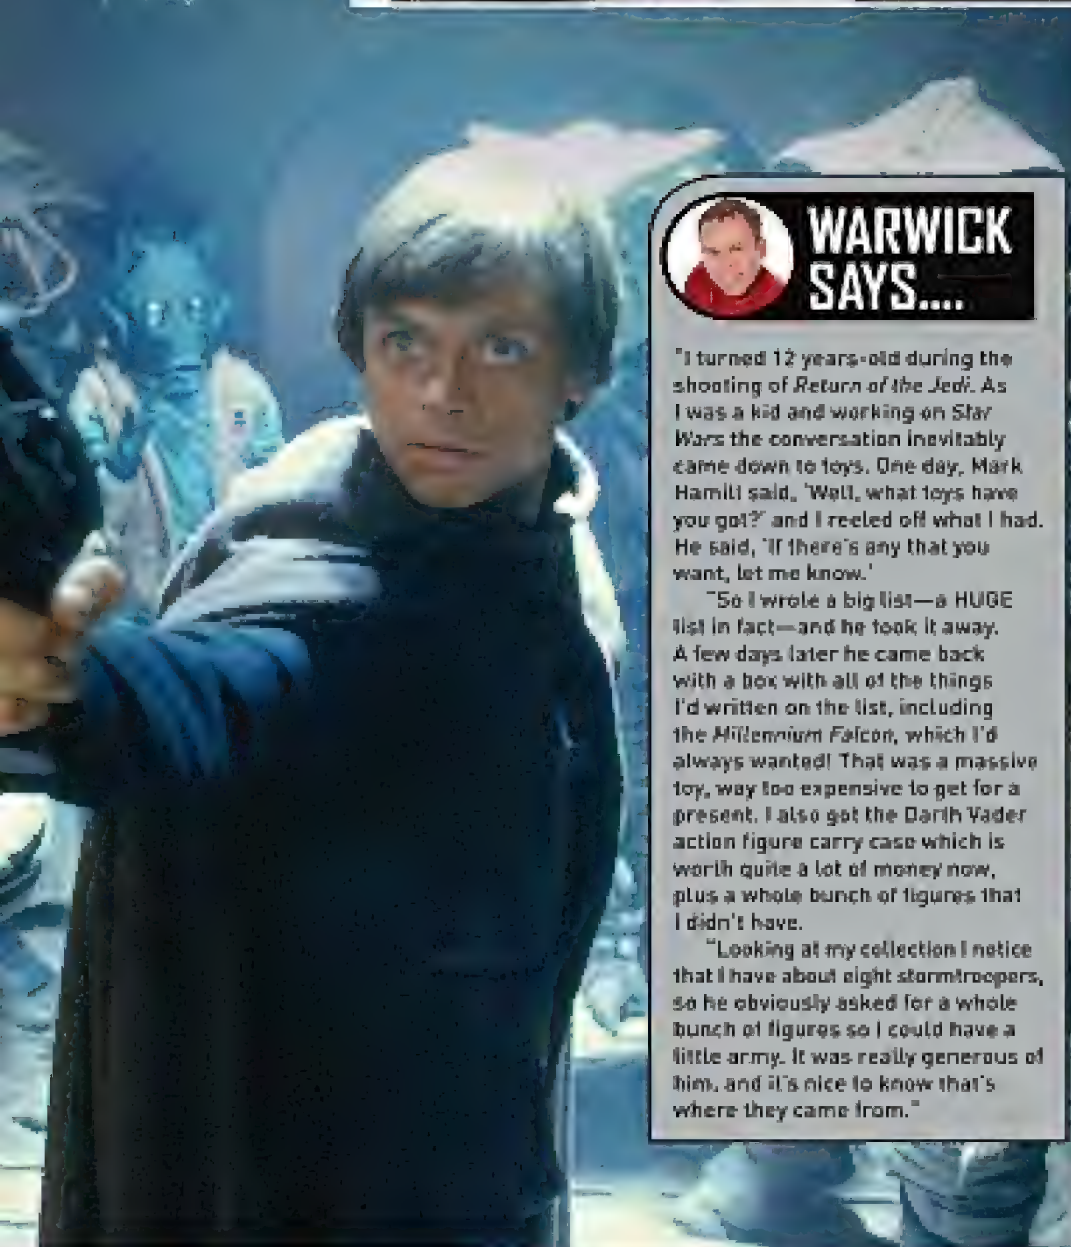 WARWICK
SAYS....
"I turned 12 years-old during the
shooting of Return of the Jedi. As
I was a kid and working on Star
Wars the conversation inevitably
came down to toys. One day, Mark
Hamill said, 'Well, what toys have
you got?' and I reeled off what I had.
He said, 'If there's any that you
want, let me know.'
"So I wrote a big list—a HUGE
list in fact—and he took it away.
A few days later he came back
with a box with all of the things
I'd written on the list, including
the Millennium Falcon, which I'd
always wanted! That was a massive
toy, way too expensive to get for a
present. I also got the Darth Vader
action figure carry case which is
worth quite a lot of money now,
plus a whole bunch of figures that
I didn't have.
"Looking at my collection I notice
that I have about eight stormtroopers,
so he obviously asked for a whole
bunch of figures so I could have a
little army. It was really generous of
him, and it's nice to know that's
where they came from."